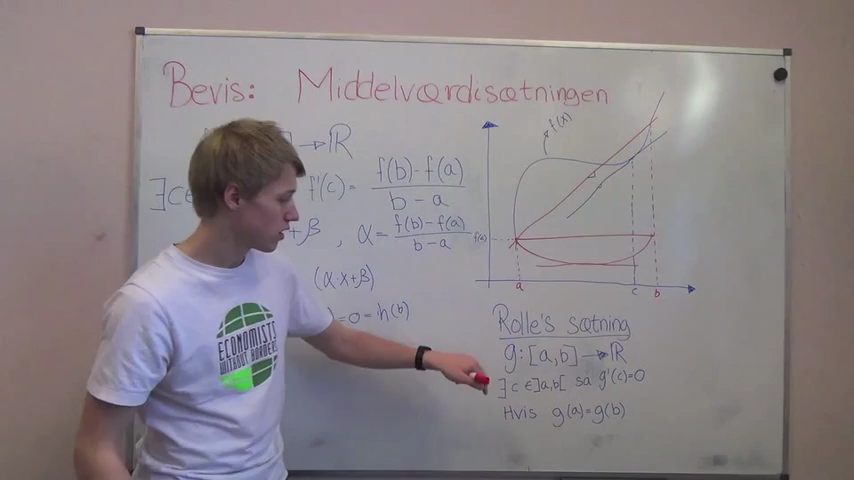 Bevis: Middelværdisætningen
] → ℝ
∃c∈ f'(c) = f(b)-f(a) / b-a
+β , α = f(b)-f(a) / b-a
(α·x+β)
)=0=h(b)
f(x)
f(a)
a c b
Rolle's sætning
g:[a,b] → ℝ
∃c∈]a,b[ så g'(c)=0
Hvis g(a)=g(b)
ECONOMISTS
WITHOUT BORDERS